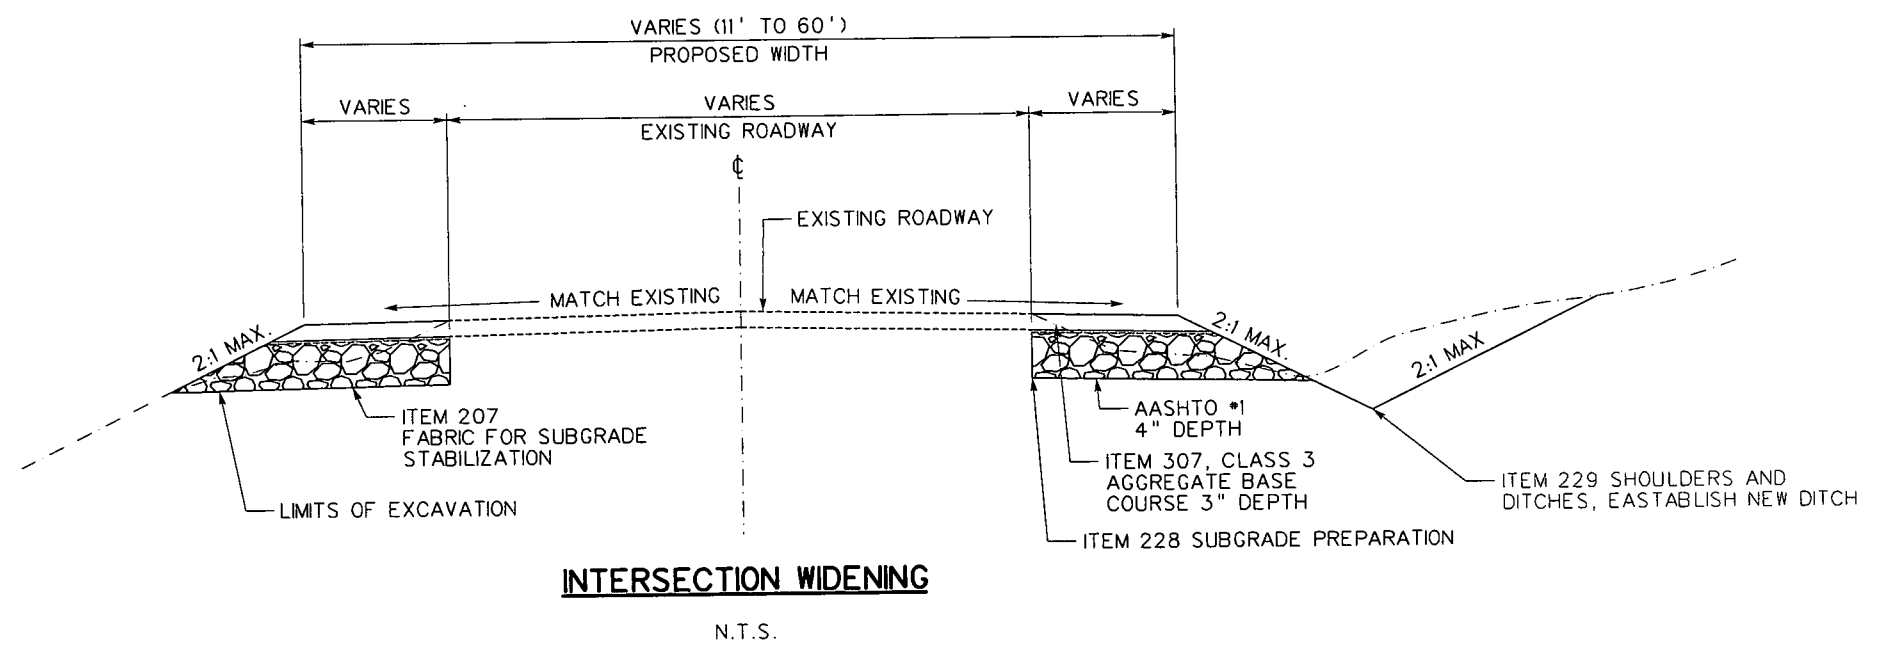 VARIES (11' TO 60')
PROPOSED WIDTH
VARIES
VARIES
VARIES
EXISTING ROADWAY
℄
EXISTING ROADWAY
MATCH EXISTING
MATCH EXISTING
2:1 MAX.
2:1 MAX.
2:1 MAX
ITEM 207
FABRIC FOR SUBGRADE
STABILIZATION
AASHTO #1
4" DEPTH
ITEM 307, CLASS 3
AGGREGATE BASE
COURSE 3" DEPTH
ITEM 229 SHOULDERS AND
DITCHES, EASTABLISH NEW DITCH
LIMITS OF EXCAVATION
ITEM 228 SUBGRADE PREPARATION
INTERSECTION WIDENING
N.T.S.